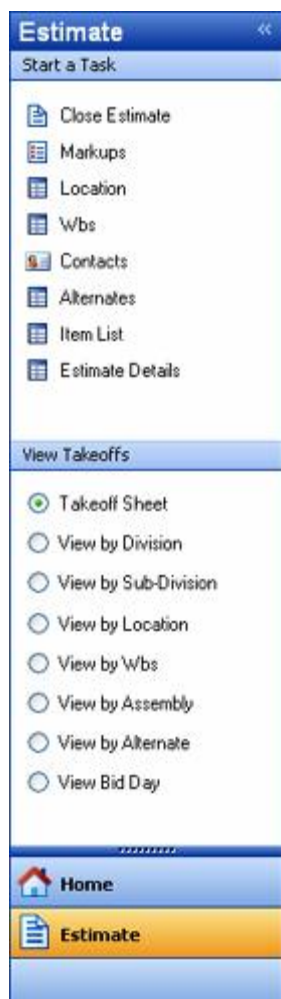 Estimate
Start a Task
Close Estimate
Markups
Location
Wbs
Contacts
Alternates
Item List
Estimate Details
View Takeoffs
Takeoff Sheet
View by Division
View by Sub-Division
View by Location
View by Wbs
View by Assembly
View by Alternate
View Bid Day
Home
Estimate